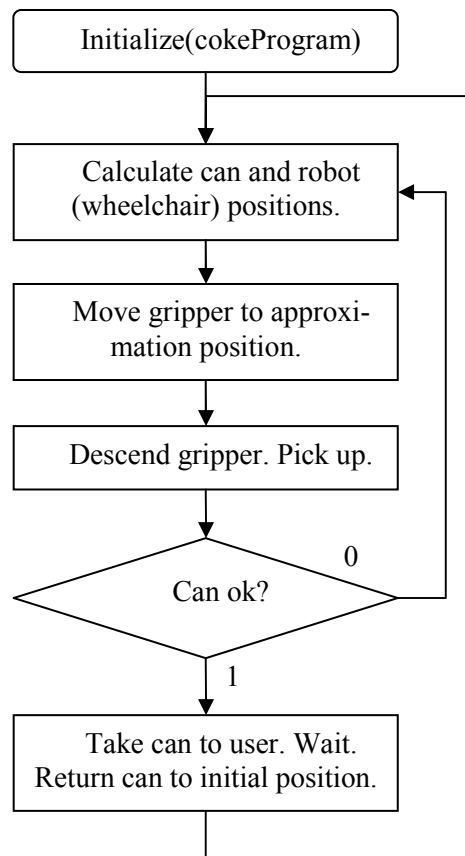 Initialize(cokeProgram)
Calculate can and robot
(wheelchair) positions.
Move gripper to approxi-
mation position.
Descend gripper. Pick up.
0
Can ok?
1
Take can to user. Wait.
Return can to initial position.